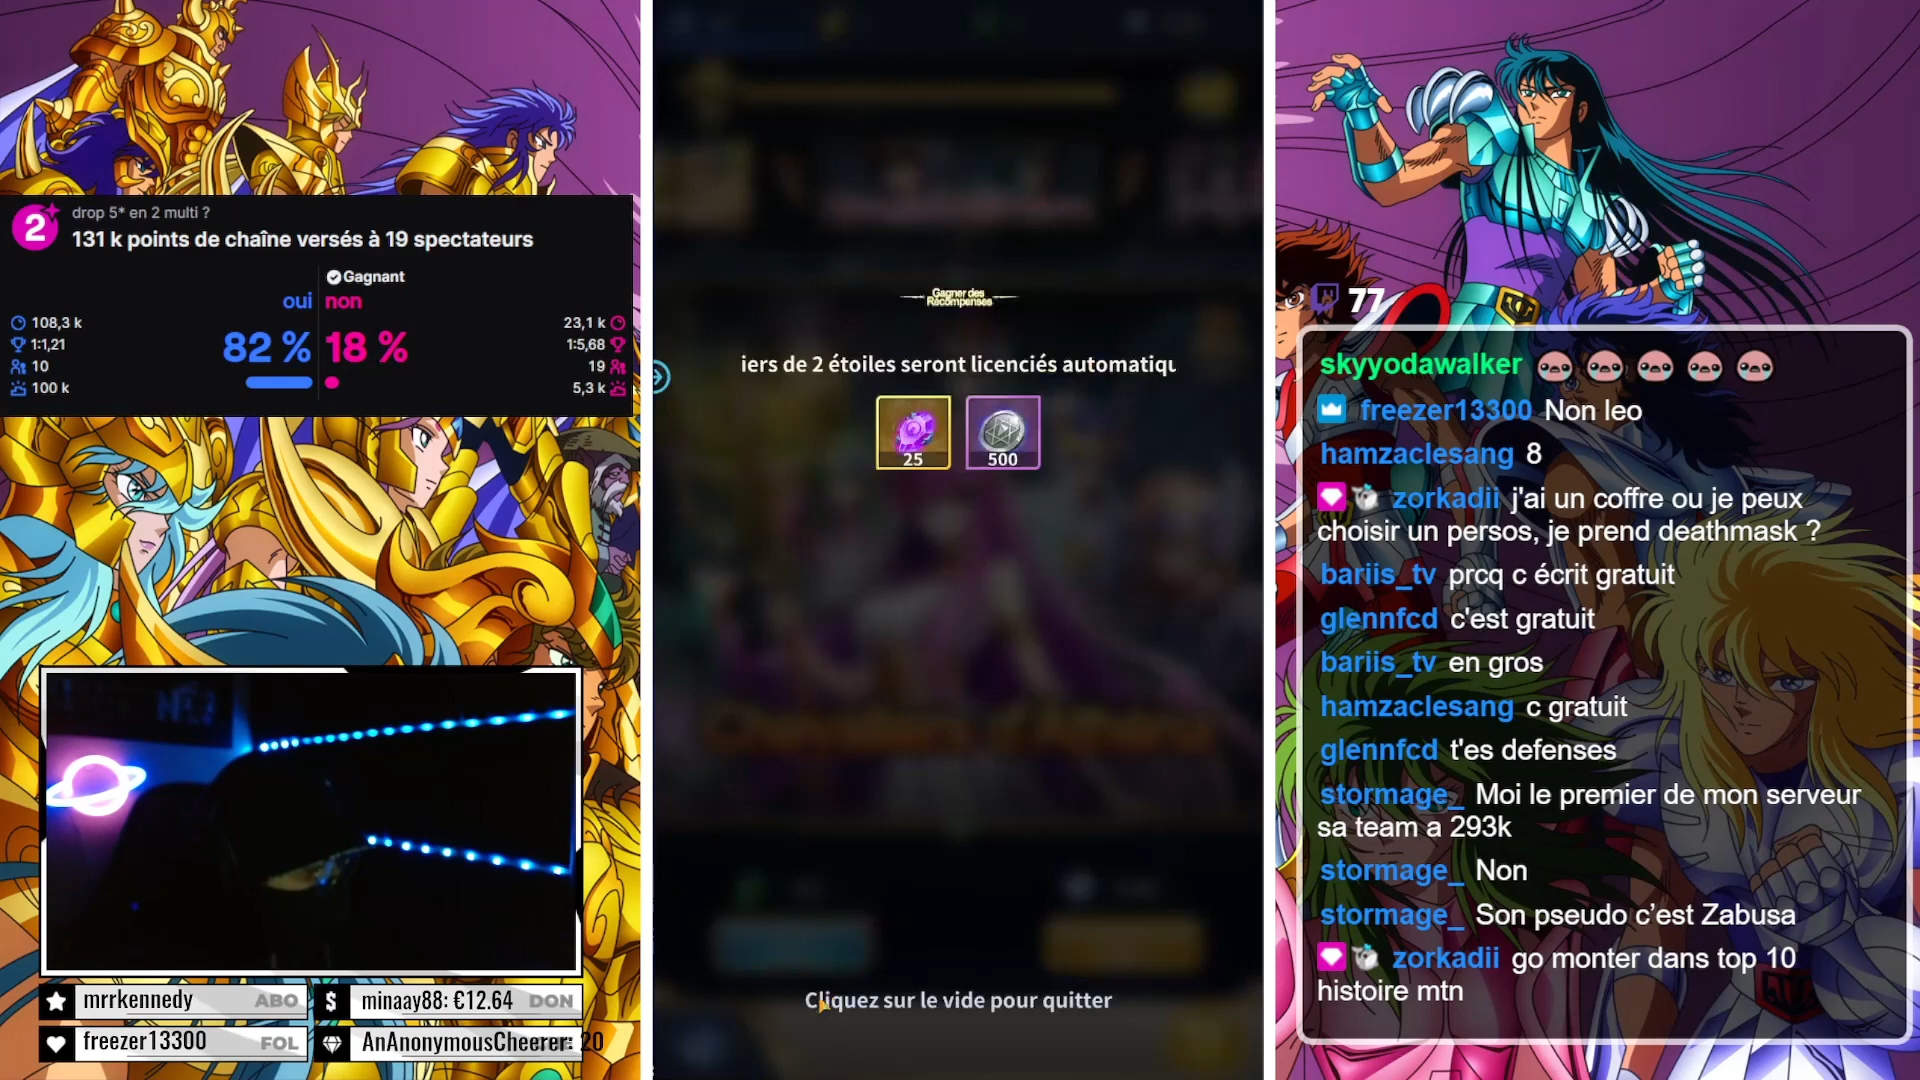 2
drop 5* en 2 multi ?
131 k points de chaîne versés à 19 spectateurs
Gagnant
oui non
108,3 k 23,1 k
1:1,21 82 % 18 % 1:5,68
10 19
100 k 5,3 k
mrrkennedy ABO
minaay88: €12.64 DON
freezer13300 FOL
AnAnonymousCheerer: 20
Gagner des
Récompenses
iers de 2 étoiles seront licenciés automatiqu
25 500
Cliquez sur le vide pour quitter
77
skyyodawalker
freezer13300 Non leo
hamzaclesang 8
zorkadii j'ai un coffre ou je peux
choisir un persos, je prend deathmask ?
bariis_tv prcq c écrit gratuit
glennfcd c'est gratuit
bariis_tv en gros
hamzaclesang c gratuit
glennfcd t'es defenses
stormage_ Moi le premier de mon serveur
sa team a 293k
stormage_ Non
stormage_ Son pseudo c’est Zabusa
zorkadii go monter dans top 10
histoire mtn